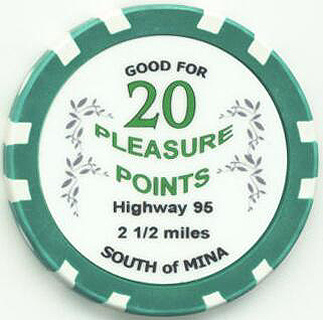 GOOD FOR
20
PLEASURE
POINTS
Highway 95
2 1/2 miles
SOUTH of MINA